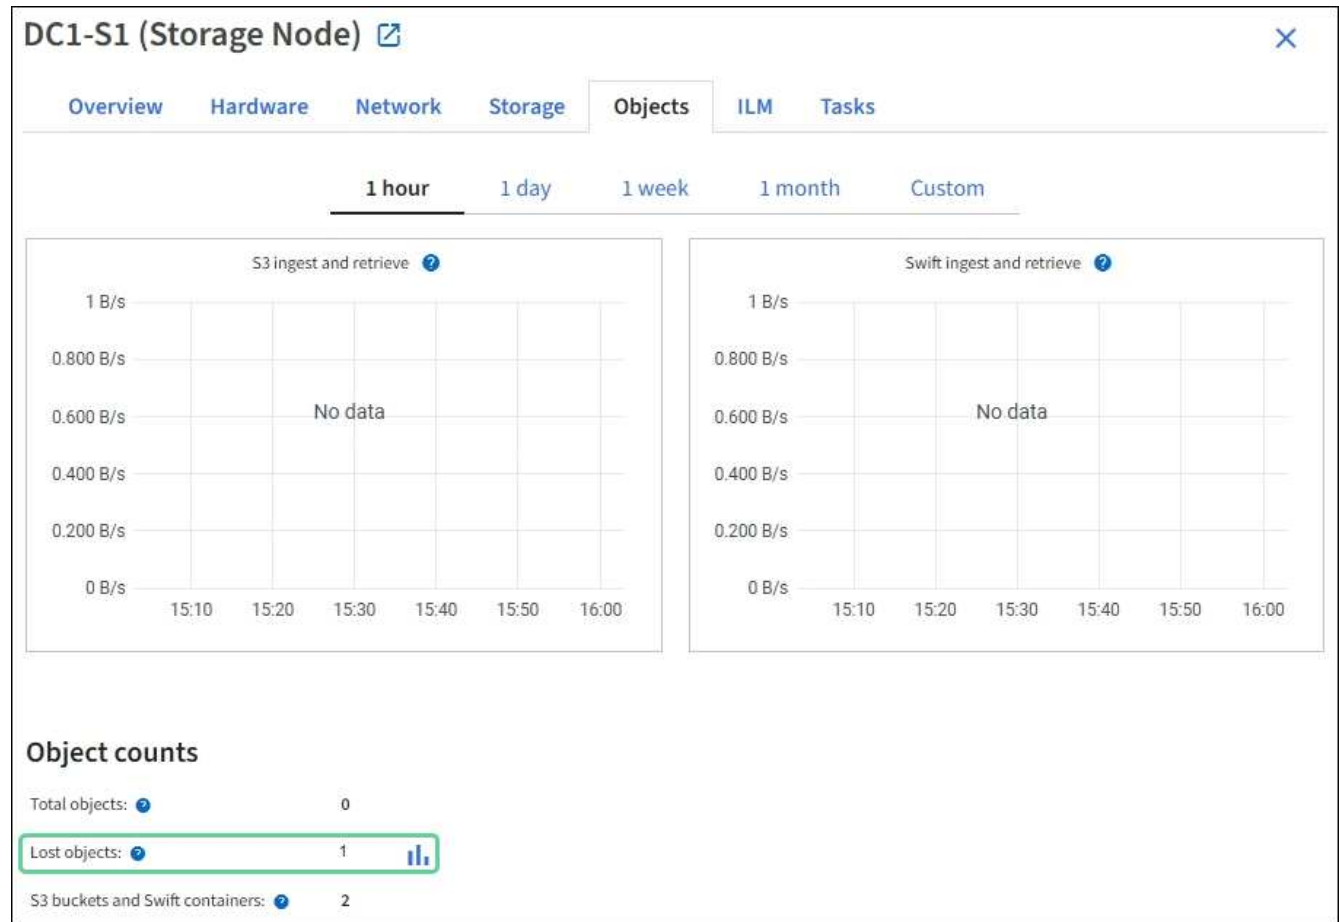 DC1-S1 (Storage Node)
Overview Hardware Network Storage Objects ILM Tasks
1 hour 1 day 1 week 1 month Custom
S3 ingest and retrieve
1 B/s
0.800 B/s
0.600 B/s
No data
0.400 B/s
0.200 B/s
0 B/s
15:10 15:20 15:30 15:40 15:50 16:00
Swift ingest and retrieve
1 B/s
0.800 B/s
0.600 B/s
No data
0.400 B/s
0.200 B/s
0 B/s
15:10 15:20 15:30 15:40 15:50 16:00
Object counts
Total objects: 0
Lost objects: 1
S3 buckets and Swift containers: 2